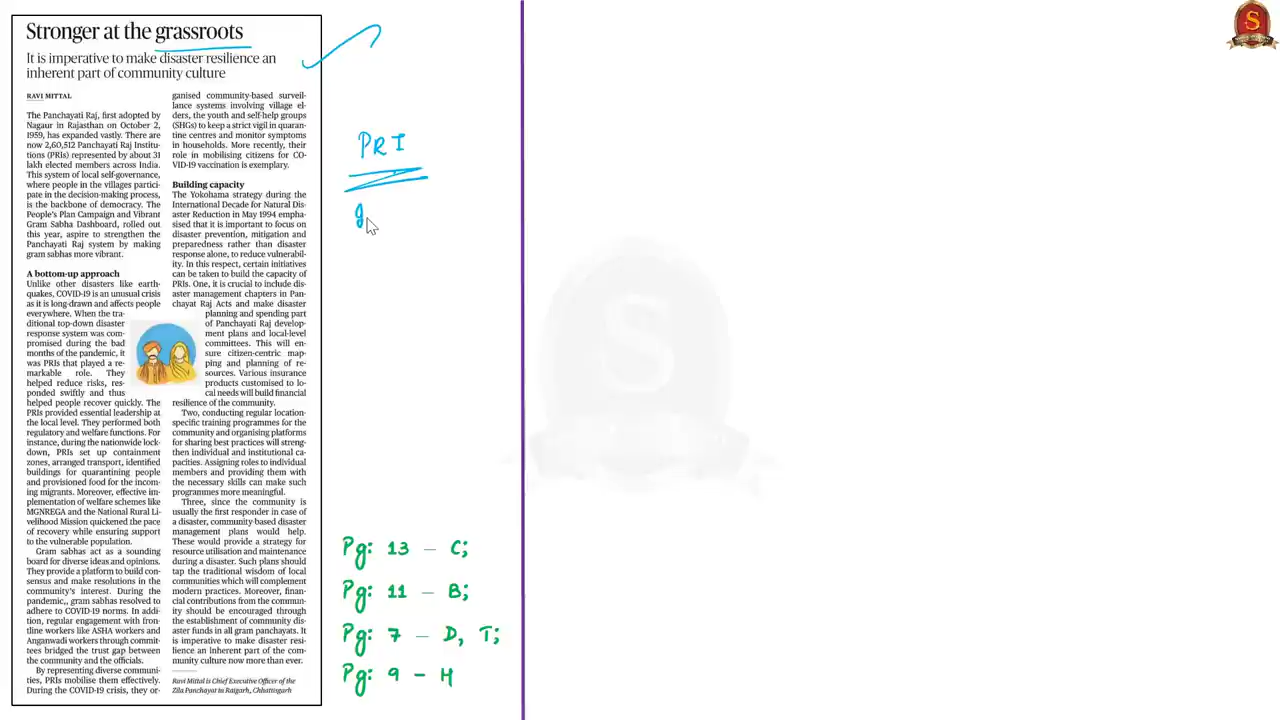 Stronger at the grassroots
It is imperative to make disaster resilience an
inherent part of community culture
RAVI MITTAL
The Panchayati Raj, first adopted by
Nagaur in Rajasthan on October 2,
1959, has expanded vastly. There are
now 2,60,512 Panchayati Raj Institu-
tions (PRIs) represented by about 31
lakh elected members across India.
This system of local self-governance,
where people in the villages partici-
pate in the decision-making process,
is the backbone of democracy. The
People's Plan Campaign and Vibrant
Gram Sabha Dashboard, rolled out
this year, aspire to strengthen the
Panchayati Raj system by making
gram sabhas more vibrant.
A bottom-up approach
Unlike other disasters like earth-
quakes, COVID-19 is an unusual crisis
as it is long-drawn and affects people
everywhere. When the tra-
ditional top-down disaster
response system was com-
promised during the bad
months of the pandemic, it
was PRIs that played a re-
markable role. They
helped reduce risks, res-
ponded swiftly and thus
helped people recover quickly. The
PRIs provided essential leadership at
the local level. They performed both
regulatory and welfare functions. For
instance, during the nationwide lock-
down, PRIs set up containment
zones, arranged transport, identified
buildings for quarantining people
and provisioned food for the incom-
ing migrants. Moreover, effective im-
plementation of welfare schemes like
MGNREGA and the National Rural Li-
velihood Mission quickened the pace
of recovery while ensuring support
to the vulnerable population.
Gram sabhas act as a sounding
board for diverse ideas and opinions.
They provide a platform to build con-
sensus and make resolutions in the
community's interest. During the
pandemic,, gram sabhas resolved to
adhere to COVID-19 norms. In addi-
tion, regular engagement with fron-
tline workers like ASHA workers and
Anganwadi workers through commit-
tees bridged the trust gap between
the community and the officials.
By representing diverse communi-
ties, PRIs mobilise them effectively.
During the COVID-19 crisis, they or-
ganised community-based surveil-
lance systems involving village el-
ders, the youth and self-help groups
(SHGs) to keep a strict vigil in quaran-
tine centres and monitor symptoms
in households. More recently, their
role in mobilising citizens for CO-
VID-19 vaccination is exemplary.
Building capacity
The Yokohama strategy during the
International Decade for Natural Dis-
aster Reduction in May 1994 empha-
sised that it is important to focus on
disaster prevention, mitigation and
preparedness rather than disaster
response alone, to reduce vulnerabil-
ity. In this respect, certain initiatives
can be taken to build the capacity of
PRIs. One, it is crucial to include dis-
aster management chapters in Pan-
chayat Raj Acts and make disaster
planning and spending part
of Panchayati Raj develop-
ment plans and local-level
committees. This will en-
sure citizen-centric map-
ping and planning of re-
sources. Various insurance
products customised to lo-
cal needs will build financial
resilience of the community.
Two, conducting regular location-
specific training programmes for the
community and organising platforms
for sharing best practices will streng-
then individual and institutional ca-
pacities. Assigning roles to individual
members and providing them with
the necessary skills can make such
programmes more meaningful.
Three, since the community is
usually the first responder in case of
a disaster, community-based disaster
management plans would help.
These would provide a strategy for
resource utilisation and maintenance
during a disaster. Such plans should
tap the traditional wisdom of local
communities which will complement
modern practices. Moreover, finan-
cial contributions from the commun-
ity should be encouraged through
the establishment of community dis-
aster funds in all gram panchayats. It
is imperative to make disaster resi-
lience an inherent part of the com-
munity culture now more than ever.
Ravi Mittal is Chief Executive Officer of the
Zila Panchayat in Raigarh, Chhattisgarh
PRI
g
Pg: 13 - C;
Pg: 11 - B;
Pg: 7 - D, T;
Pg: 9 - H
S
S